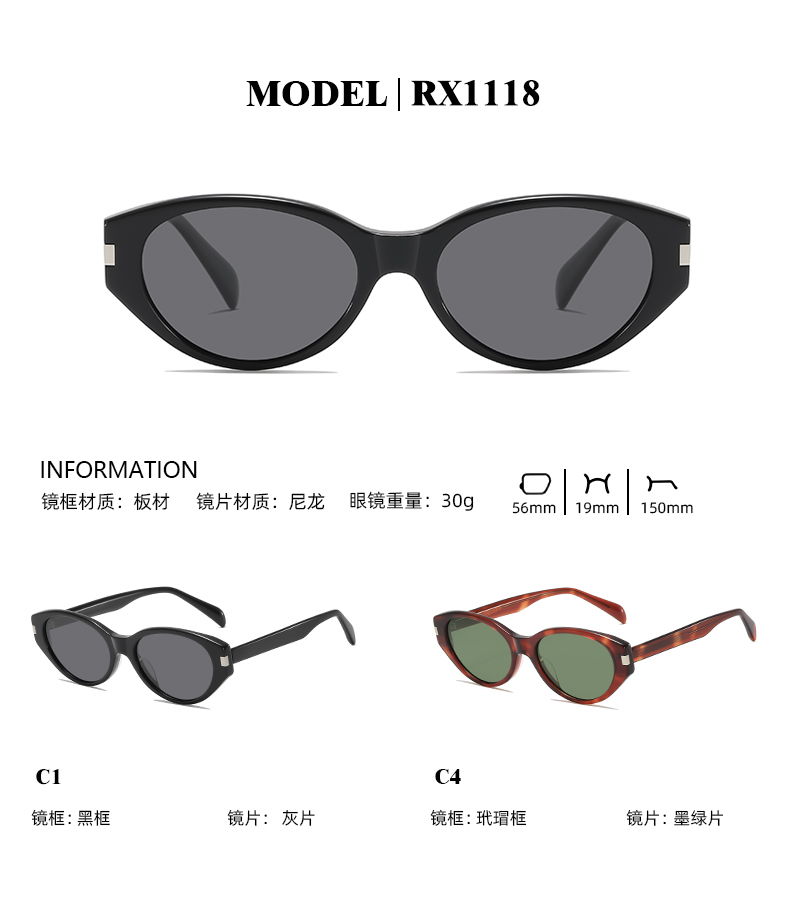 MODEL | RX1118
INFORMATION
镜框材质：板材 镜片材质：尼龙 眼镜重量：30g
56mm 19mm 150mm
C1 C4
镜框：黑框 镜片： 灰片 镜框：玳瑁框 镜片：墨绿片